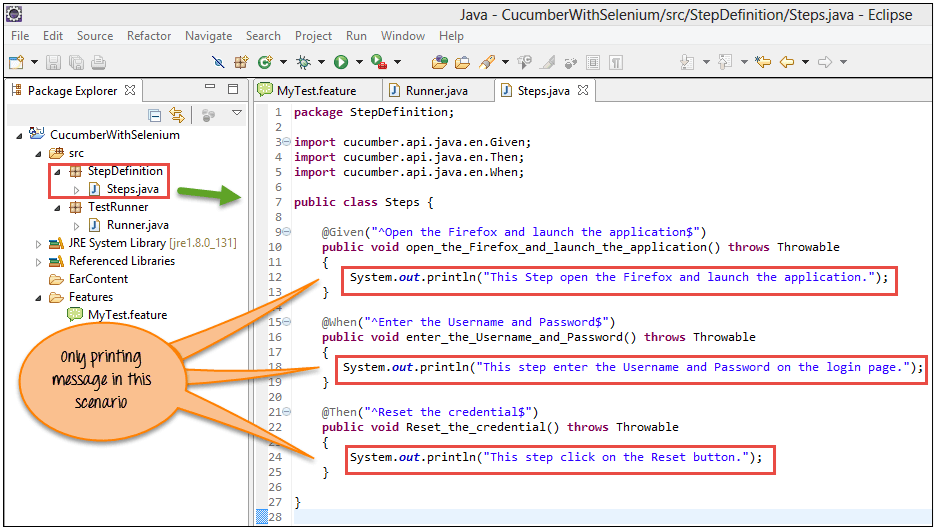 Java - CucumberWithSelenium/src/StepDefinition/Steps.java - Eclipse
File Edit Source Refactor Navigate Search Project Run Window Help
Package Explorer
CucumberWithSelenium
src
StepDefinition
Steps.java
TestRunner
Runner.java
JRE System Library [jre1.8.0_131]
Referenced Libraries
EarContent
Features
MyTest.feature
Only printing
message in this
scenario
MyTest.feature Runner.java Steps.java
1 package StepDefinition;
2
3 import cucumber.api.java.en.Given;
4 import cucumber.api.java.en.Then;
5 import cucumber.api.java.en.When;
6
7 public class Steps {
8
9 @Given("^Open the Firefox and launch the application$")
10 public void open_the_Firefox_and_launch_the_application() throws Throwable
11 {
12 System.out.println("This Step open the Firefox and launch the application.");
13 }
14
15 @When("^Enter the Username and Password$")
16 public void enter_the_Username_and_Password() throws Throwable
17 {
18 System.out.println("This step enter the Username and Password on the login page.");
19 }
20
21 @Then("^Reset the credential$")
22 public void Reset_the_credential() throws Throwable
{
24 System.out.println("This step click on the Reset button.");
25 }
26
27 }
28